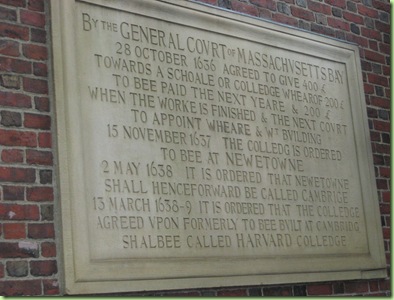 BY THE GENERAL COVRT OF MASSACHVSETTS BAY
28 OCTOBER 1636 AGREED TO GIVE 400 £
TOWARDS A SCHOALE OR COLLEDGE WHEAROF 200 £
TO BEE PAID THE NEXT YEARE & 200 £
WHEN THE WORKE IS FINISHED & THE NEXT COVRT
TO APPOINT WHEARE & WT BVILDING
15 NOVEMBER 1637 THE COLLEDG IS ORDERED
TO BEE AT NEWETOWNE
2 MAY 1638 IT IS ORDERED THAT NEWETOWNE
SHALL HENCEFORWARD BE CALLED CAMBRIGE
13 MARCH 1638-9 IT IS ORDERED THAT THE COLLEDGE
AGREED VPON FORMERLY TO BEE BVILT AT CAMBRIDG
SHALBEE CALLED HARVARD COLLEDGE